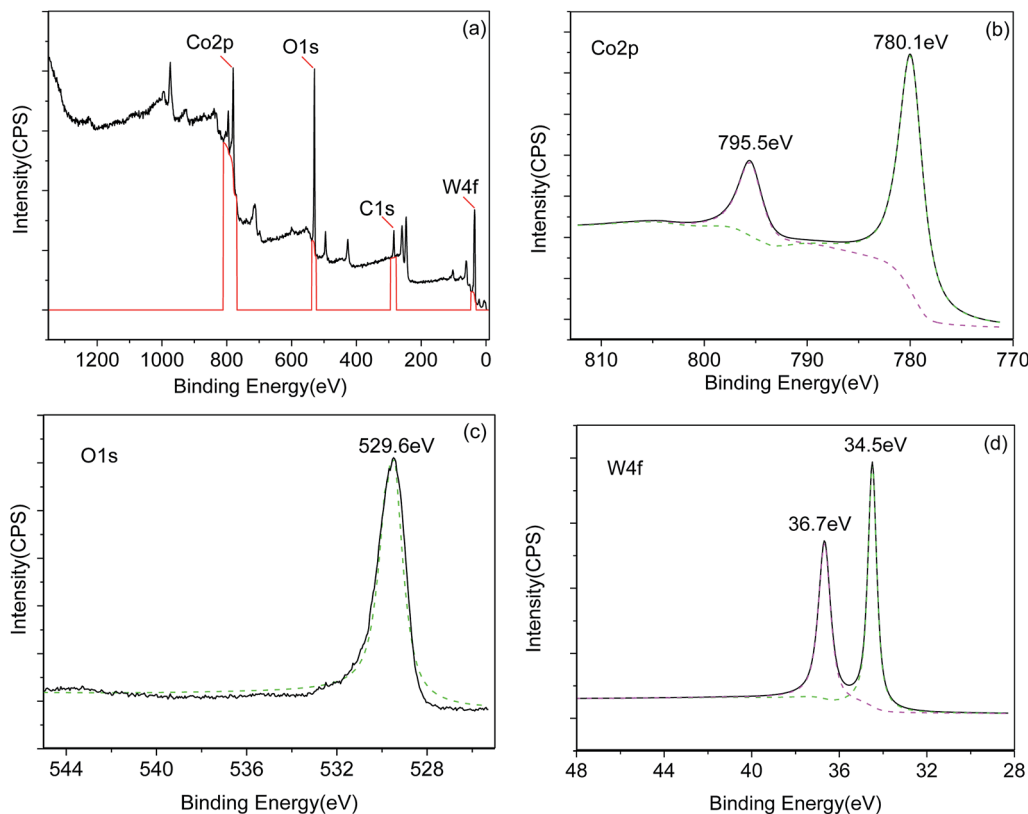 (a)
Co2p
O1s
C1s
W4f
Intensity(CPS)
1200 1000 800 600 400 200 0
Binding Energy(eV)
(b)
Co2p
780.1eV
795.5eV
Intensity(CPS)
810 800 790 780 770
Binding Energy(eV)
(c)
O1s
529.6eV
Intensity(CPS)
544 540 536 532 528
Binding Energy(eV)
(d)
W4f
34.5eV
36.7eV
Intensity(CPS)
48 44 40 36 32 28
Binding Energy(eV)